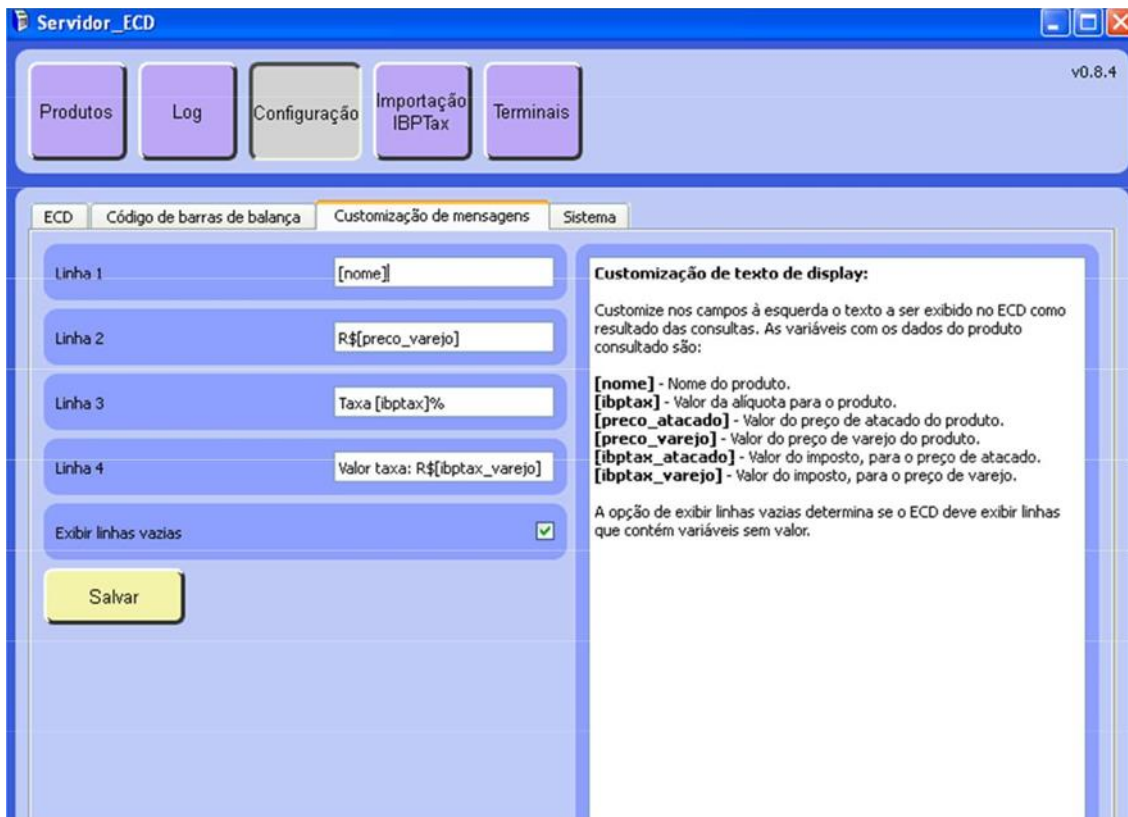 Servidor_ECD
v0.8.4
Produtos
Log
Configuração
Importação
IBPTax
Terminais
ECD
Código de barras de balança
Customização de mensagens
Sistema
Linha 1
[nome]
Linha 2
R$[preco_varejo]
Linha 3
Taxa [ibptax]%
Linha 4
Valor taxa: R$[ibptax_varejo]
Exibir linhas vazias
Salvar
Customização de texto de display:
Customize nos campos à esquerda o texto a ser exibido no ECD como
resultado das consultas. As variáveis com os dados do produto
consultado são:
[nome] - Nome do produto.
[ibptax] - Valor da alíquota para o produto.
[preco_atacado] - Valor do preço de atacado do produto.
[preco_varejo] - Valor do preço de varejo do produto.
[ibptax_atacado] - Valor do imposto, para o preço de atacado.
[ibptax_varejo] - Valor do imposto, para o preço de varejo.
A opção de exibir linhas vazias determina se o ECD deve exibir linhas
que contém variáveis sem valor.